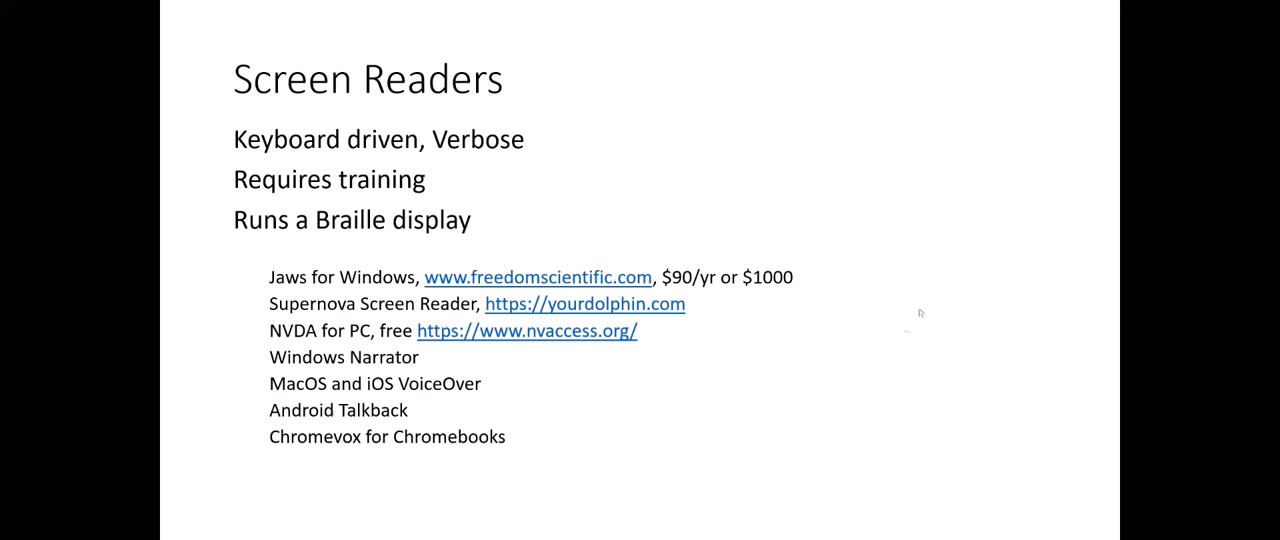 Screen Readers
Keyboard driven, Verbose
Requires training
Runs a Braille display
Jaws for Windows, www.freedomscientific.com, $90/yr or $1000
Supernova Screen Reader, https://yourdolphin.com
NVDA for PC, free https://www.nvaccess.org/
Windows Narrator
MacOS and iOS VoiceOver
Android Talkback
Chromevox for Chromebooks